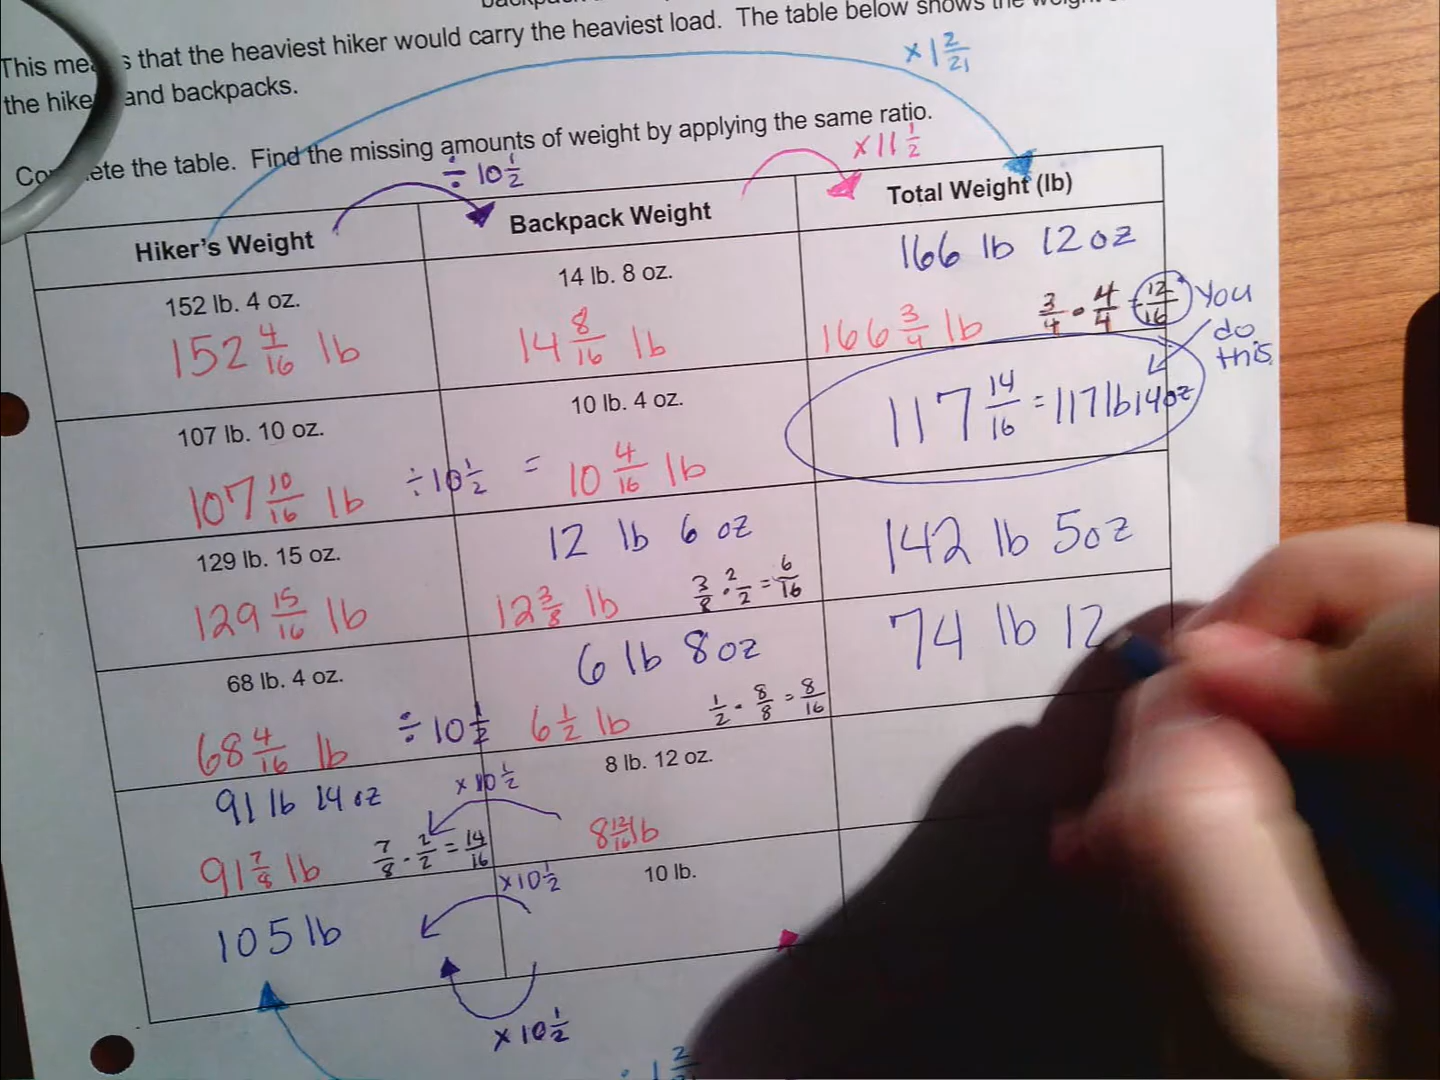 This me s that the heaviest hiker would carry the heaviest load. The table below shows the
the hike and backpacks.
× 1 2/21
Complete the table. Find the missing amounts of weight by applying the same ratio.
÷ 10 1/2
× 11 1/2
Hiker's Weight Backpack Weight Total Weight (lb)
152 lb. 4 oz. 14 lb. 8 oz. 166 lb 12 oz
152 4/16 lb 14 8/16 lb 166 3/4 lb 3/4 • 4/4 = 12/16 You do this
107 lb. 10 oz. 10 lb. 4 oz. 117 14/16 = 117 lb 14 oz
107 10/16 lb ÷ 10 1/2 = 10 4/16 lb
129 lb. 15 oz. 12 lb 6 oz 142 lb 5 oz
129 15/16 lb 12 3/8 lb 3/8 • 2/2 = 6/16
68 lb. 4 oz. 6 lb 8 oz 74 lb 12
68 4/16 lb ÷ 10 1/2 6 1/2 lb 1/2 • 8/8 = 8/16
91 lb 14 oz × 10 1/2 8 lb. 12 oz.
91 7/8 lb 7/8 • 2/2 = 14/16 8 12/16 lb
105 lb × 10 1/2 10 lb.
× 10 1/2